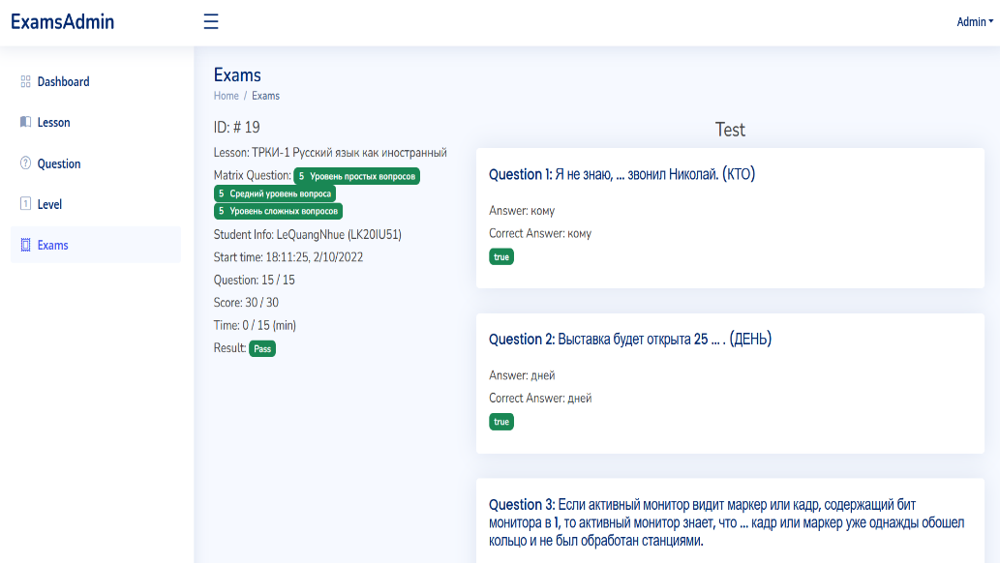 ExamsAdmin
Admin
Dashboard
Lesson
Question
Level
Exams
Exams
Home / Exams
ID: # 19
Lesson: ТРКИ-1 Русский язык как иностранный
Matrix Question: 5 Уровень простых вопросов
5 Средний уровень вопроса
5 Уровень сложных вопросов
Student Info: LeQuangNhue (LK20IU51)
Start time: 18:11:25, 2/10/2022
Question: 15 / 15
Score: 30 / 30
Time: 0 / 15 (min)
Result: Pass
Test
Question 1: Я не знаю, ... звонил Николай. (КТО)
Answer: кому
Correct Answer: кому
true
Question 2: Выставка будет открыта 25 ... . (ДЕНЬ)
Answer: дней
Correct Answer: дней
true
Question 3: Если активный монитор видит маркер или кадр, содержащий бит
монитора в 1, то активный монитор знает, что ... кадр или маркер уже однажды обошел
кольцо и не был обработан станциями.